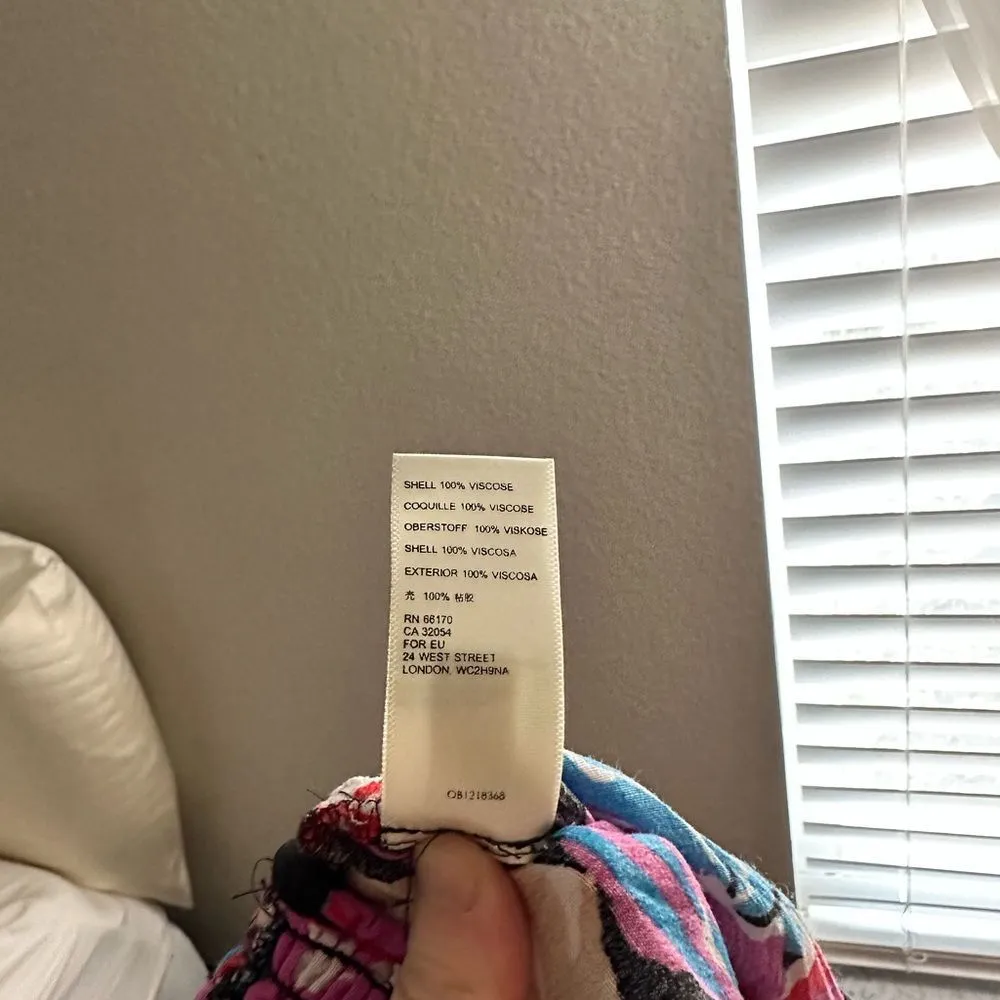 SHELL 100% VISCOSE
COQUILLE 100% VISCOSE
OBERSTOFF 100% VISKOSE
SHELL 100% VISCOSA
EXTERIOR 100% VISCOSA
壳 100% 粘胶
RN 66170
CA 32054
FOR EU
24 WEST STREET
LONDON, WC2H9NA
OB1218368